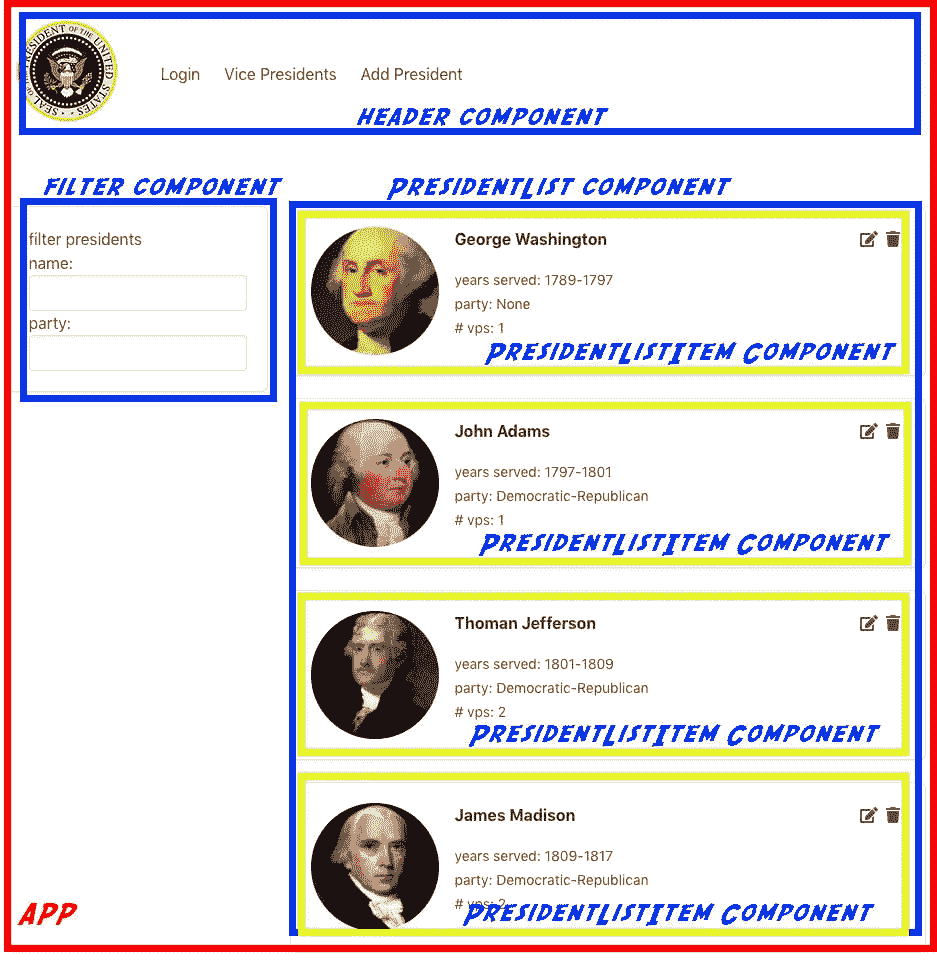 PRESIDENT OF THE UNITED STATES
SEAL OF
Login Vice Presidents Add President
HEADER COMPONENT
FILTER COMPONENT
PRESIDENTLIST COMPONENT
filter presidents
name:
party:
George Washington
years served: 1789-1797
party: None
# vps: 1
PRESIDENTLISTITEM COMPONENT
John Adams
years served: 1797-1801
party: Democratic-Republican
# vps: 1
PRESIDENTLISTITEM COMPONENT
Thoman Jefferson
years served: 1801-1809
party: Democratic-Republican
# vps: 2
PRESIDENTLISTITEM COMPONENT
James Madison
years served: 1809-1817
party: Democratic-Republican
# vps: 2
PRESIDENTLISTITEM COMPONENT
APP